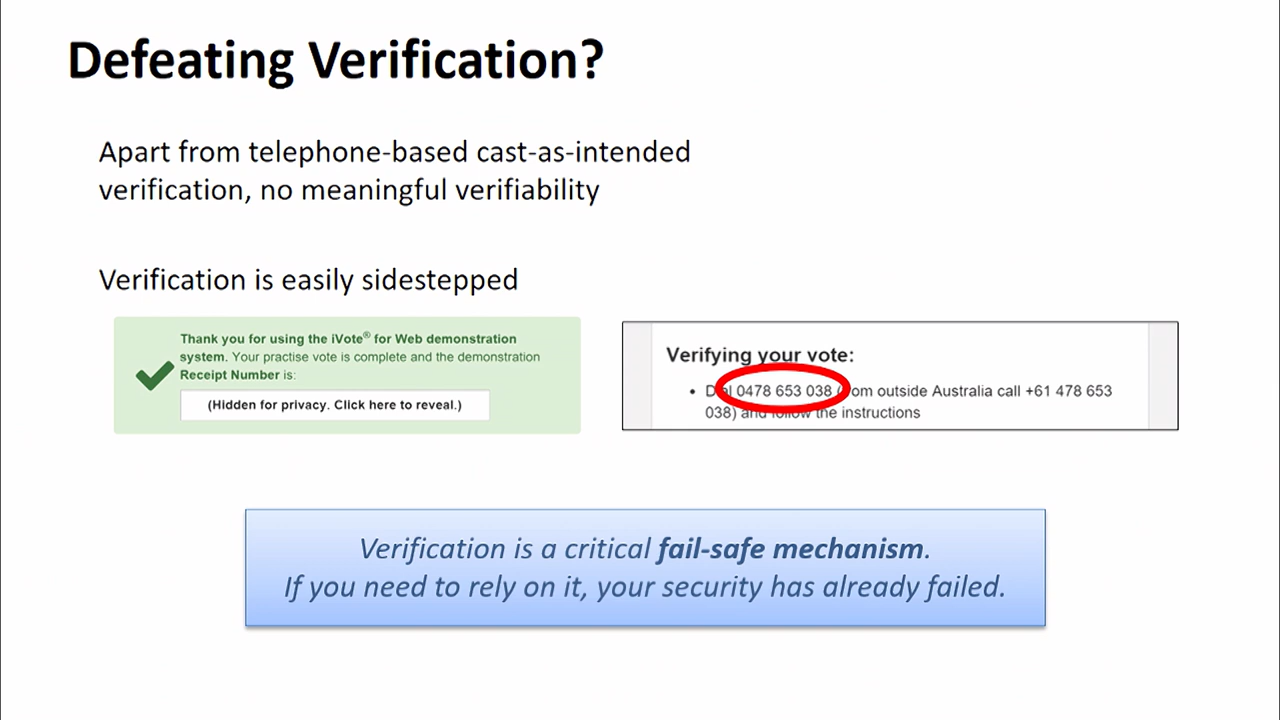 Defeating Verification?
Apart from telephone-based cast-as-intended
verification, no meaningful verifiability
Verification is easily sidestepped
Thank you for using the iVote® for Web demonstration
system. Your practise vote is complete and the demonstration
Receipt Number is:
(Hidden for privacy. Click here to reveal.)
Verifying your vote:
• Dial 0478 653 038 (from outside Australia call +61 478 653
038) and follow the instructions
Verification is a critical fail-safe mechanism.
If you need to rely on it, your security has already failed.